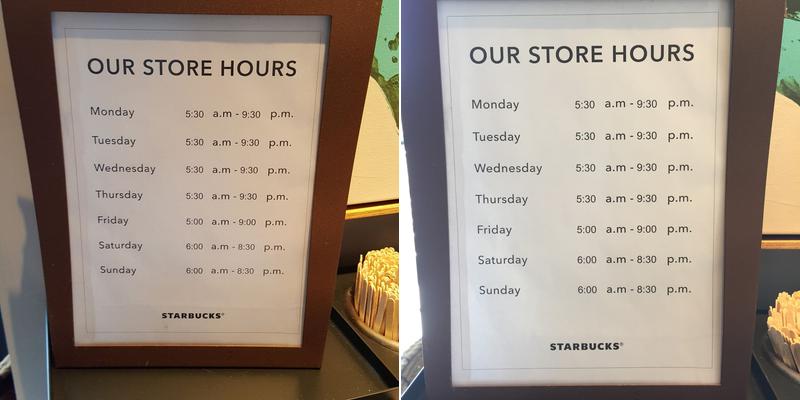 OUR STORE HOURS
Monday 5:30 a.m - 9:30 p.m.
Tuesday 5:30 a.m - 9:30 p.m.
Wednesday 5:30 a.m - 9:30 p.m.
Thursday 5:30 a.m - 9:30 p.m.
Friday 5:00 a.m - 9:00 p.m.
Saturday 6:00 a.m - 8:30 p.m.
Sunday 6:00 a.m - 8:30 p.m.
STARBUCKS®
OUR STORE HOURS
Monday 5:30 a.m - 9:30 p.m.
Tuesday 5:30 a.m - 9:30 p.m.
Wednesday 5:30 a.m - 9:30 p.m.
Thursday 5:30 a.m - 9:30 p.m.
Friday 5:00 a.m - 9:00 p.m.
Saturday 6:00 a.m - 8:30 p.m.
Sunday 6:00 a.m - 8:30 p.m.
STARBUCKS®